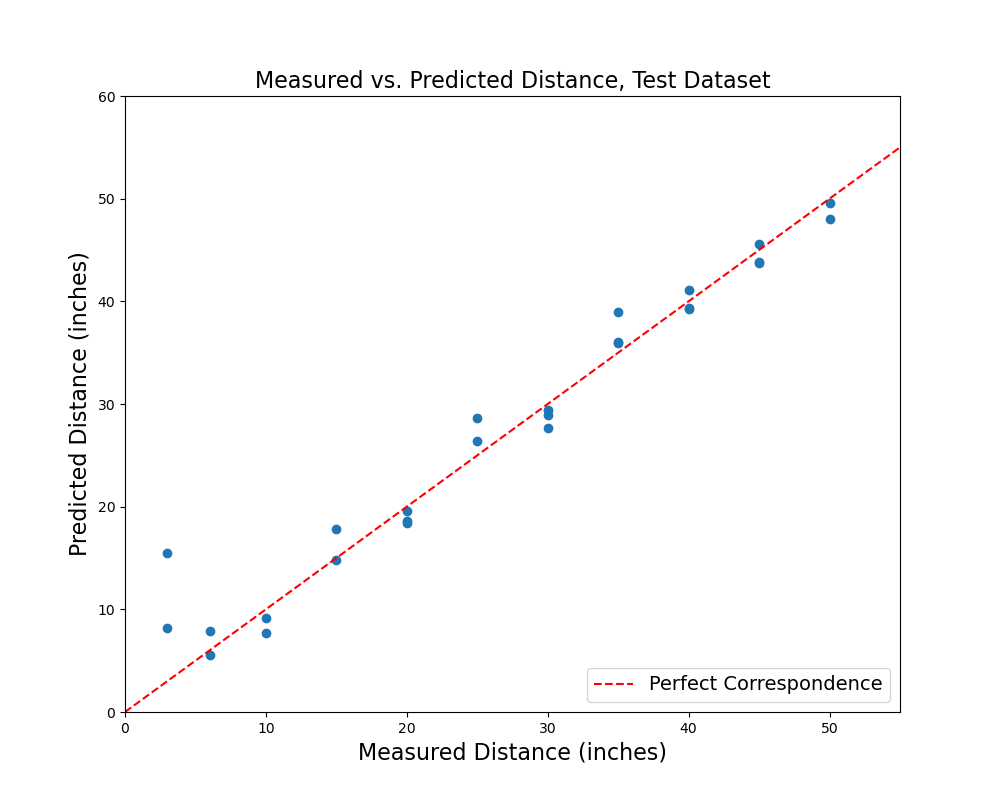 Measured vs. Predicted Distance, Test Dataset
60
50
40
30
20
10
0
Predicted Distance (inches)
Perfect Correspondence
0 10 20 30 40 50
Measured Distance (inches)